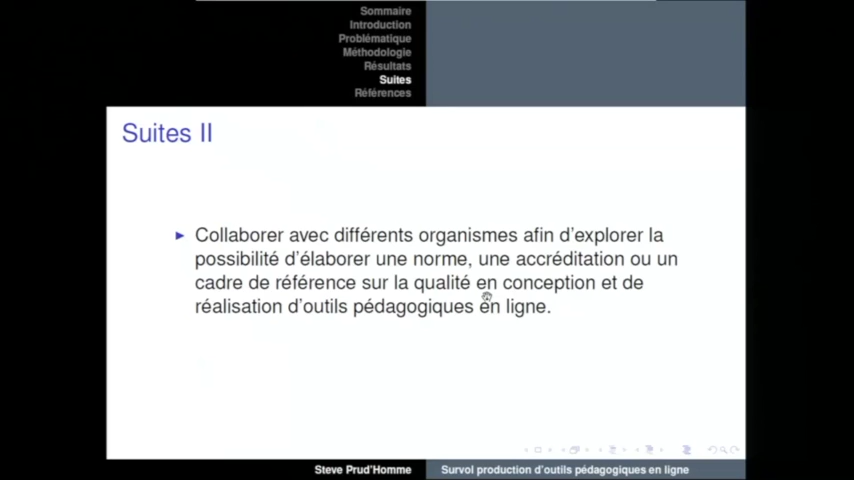 Sommaire
Introduction
Problématique
Méthodologie
Résultats
Suites
Références
Suites II
Collaborer avec différents organismes afin d'explorer la
possibilité d'élaborer une norme, une accréditation ou un
cadre de référence sur la qualité en conception et de
réalisation d'outils pédagogiques en ligne.
Steve Prud'Homme
Survol production d'outils pédagogiques en ligne